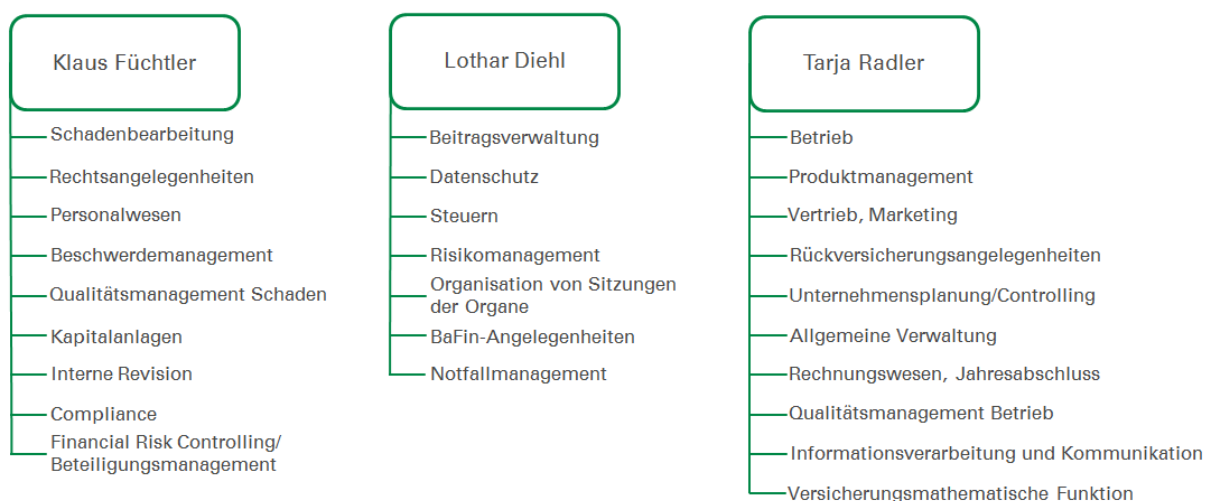 Klaus Füchtler
Schadenbearbeitung
Rechtsangelegenheiten
Personalwesen
Beschwerdemanagement
Qualitätsmanagement Schaden
Kapitalanlagen
Interne Revision
Compliance
Financial Risk Controlling/
Beteiligungsmanagement
Lothar Diehl
Beitragsverwaltung
Datenschutz
Steuern
Risikomanagement
Organisation von Sitzungen
der Organe
BaFin-Angelegenheiten
Notfallmanagement
Tarja Radler
Betrieb
Produktmanagement
Vertrieb, Marketing
Rückversicherungsangelegenheiten
Unternehmensplanung/Controlling
Allgemeine Verwaltung
Rechnungswesen, Jahresabschluss
Qualitätsmanagement Betrieb
Informationsverarbeitung und Kommunikation
Versicherungsmathematische Funktion